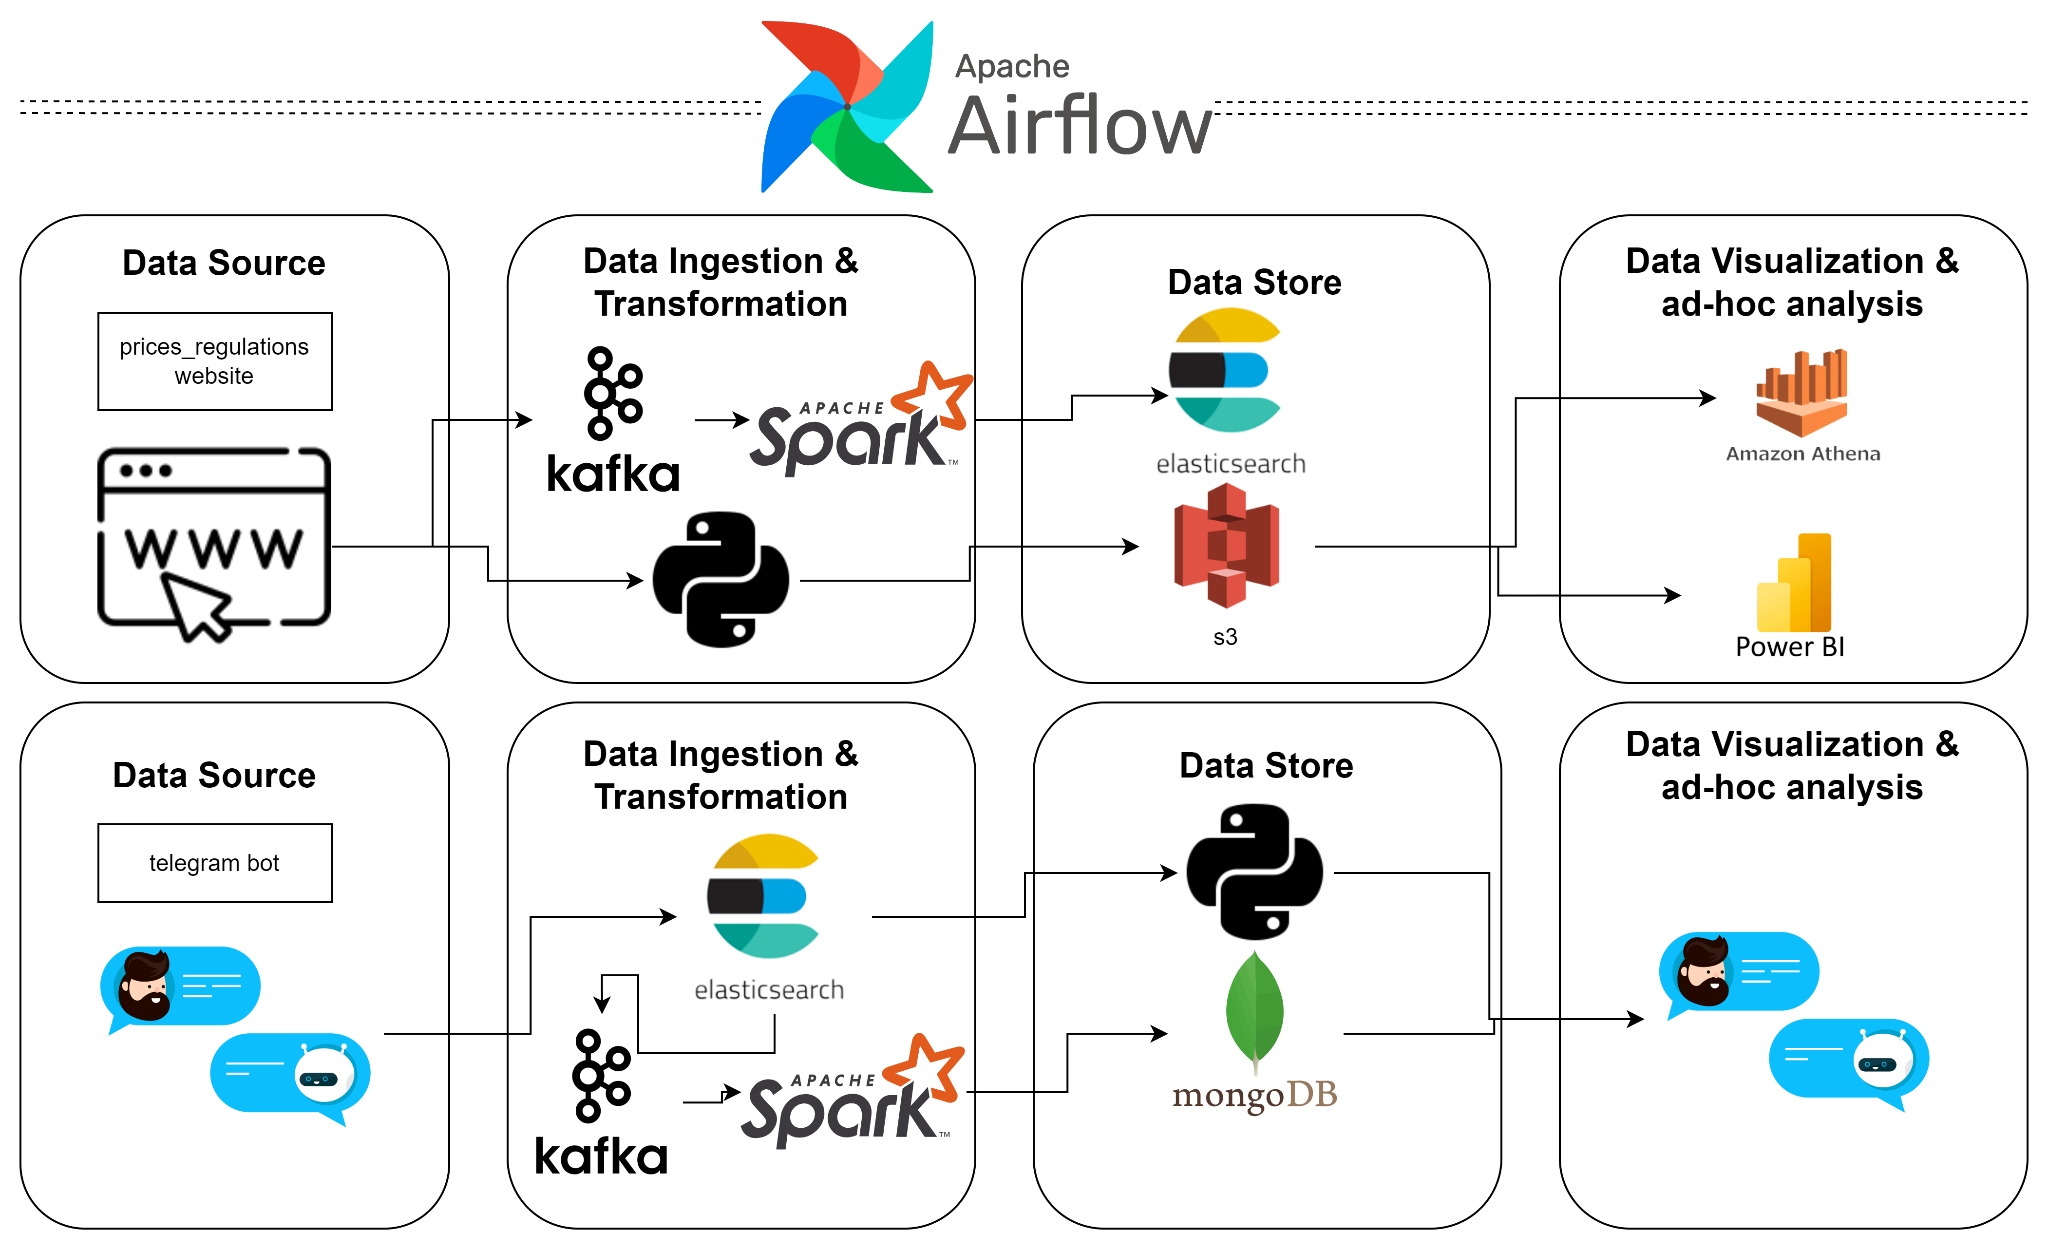 Apache
Airflow
Data Source
prices_regulations
website
WWW
Data Ingestion &
Transformation
kafka
APACHE
Spark™
Data Store
elasticsearch
s3
Data Visualization &
ad-hoc analysis
Amazon Athena
Power BI
Data Source
telegram bot
Data Ingestion &
Transformation
elasticsearch
kafka
APACHE
Spark™
Data Store
mongoDB
Data Visualization &
ad-hoc analysis